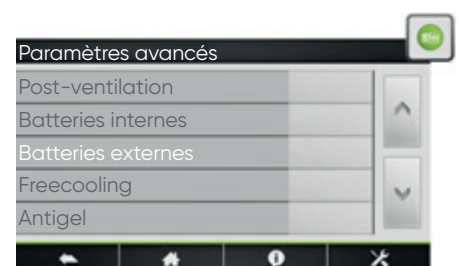 Paramètres avancés
Post-ventilation
Batteries internes
Batteries externes
Freecooling
Antigel